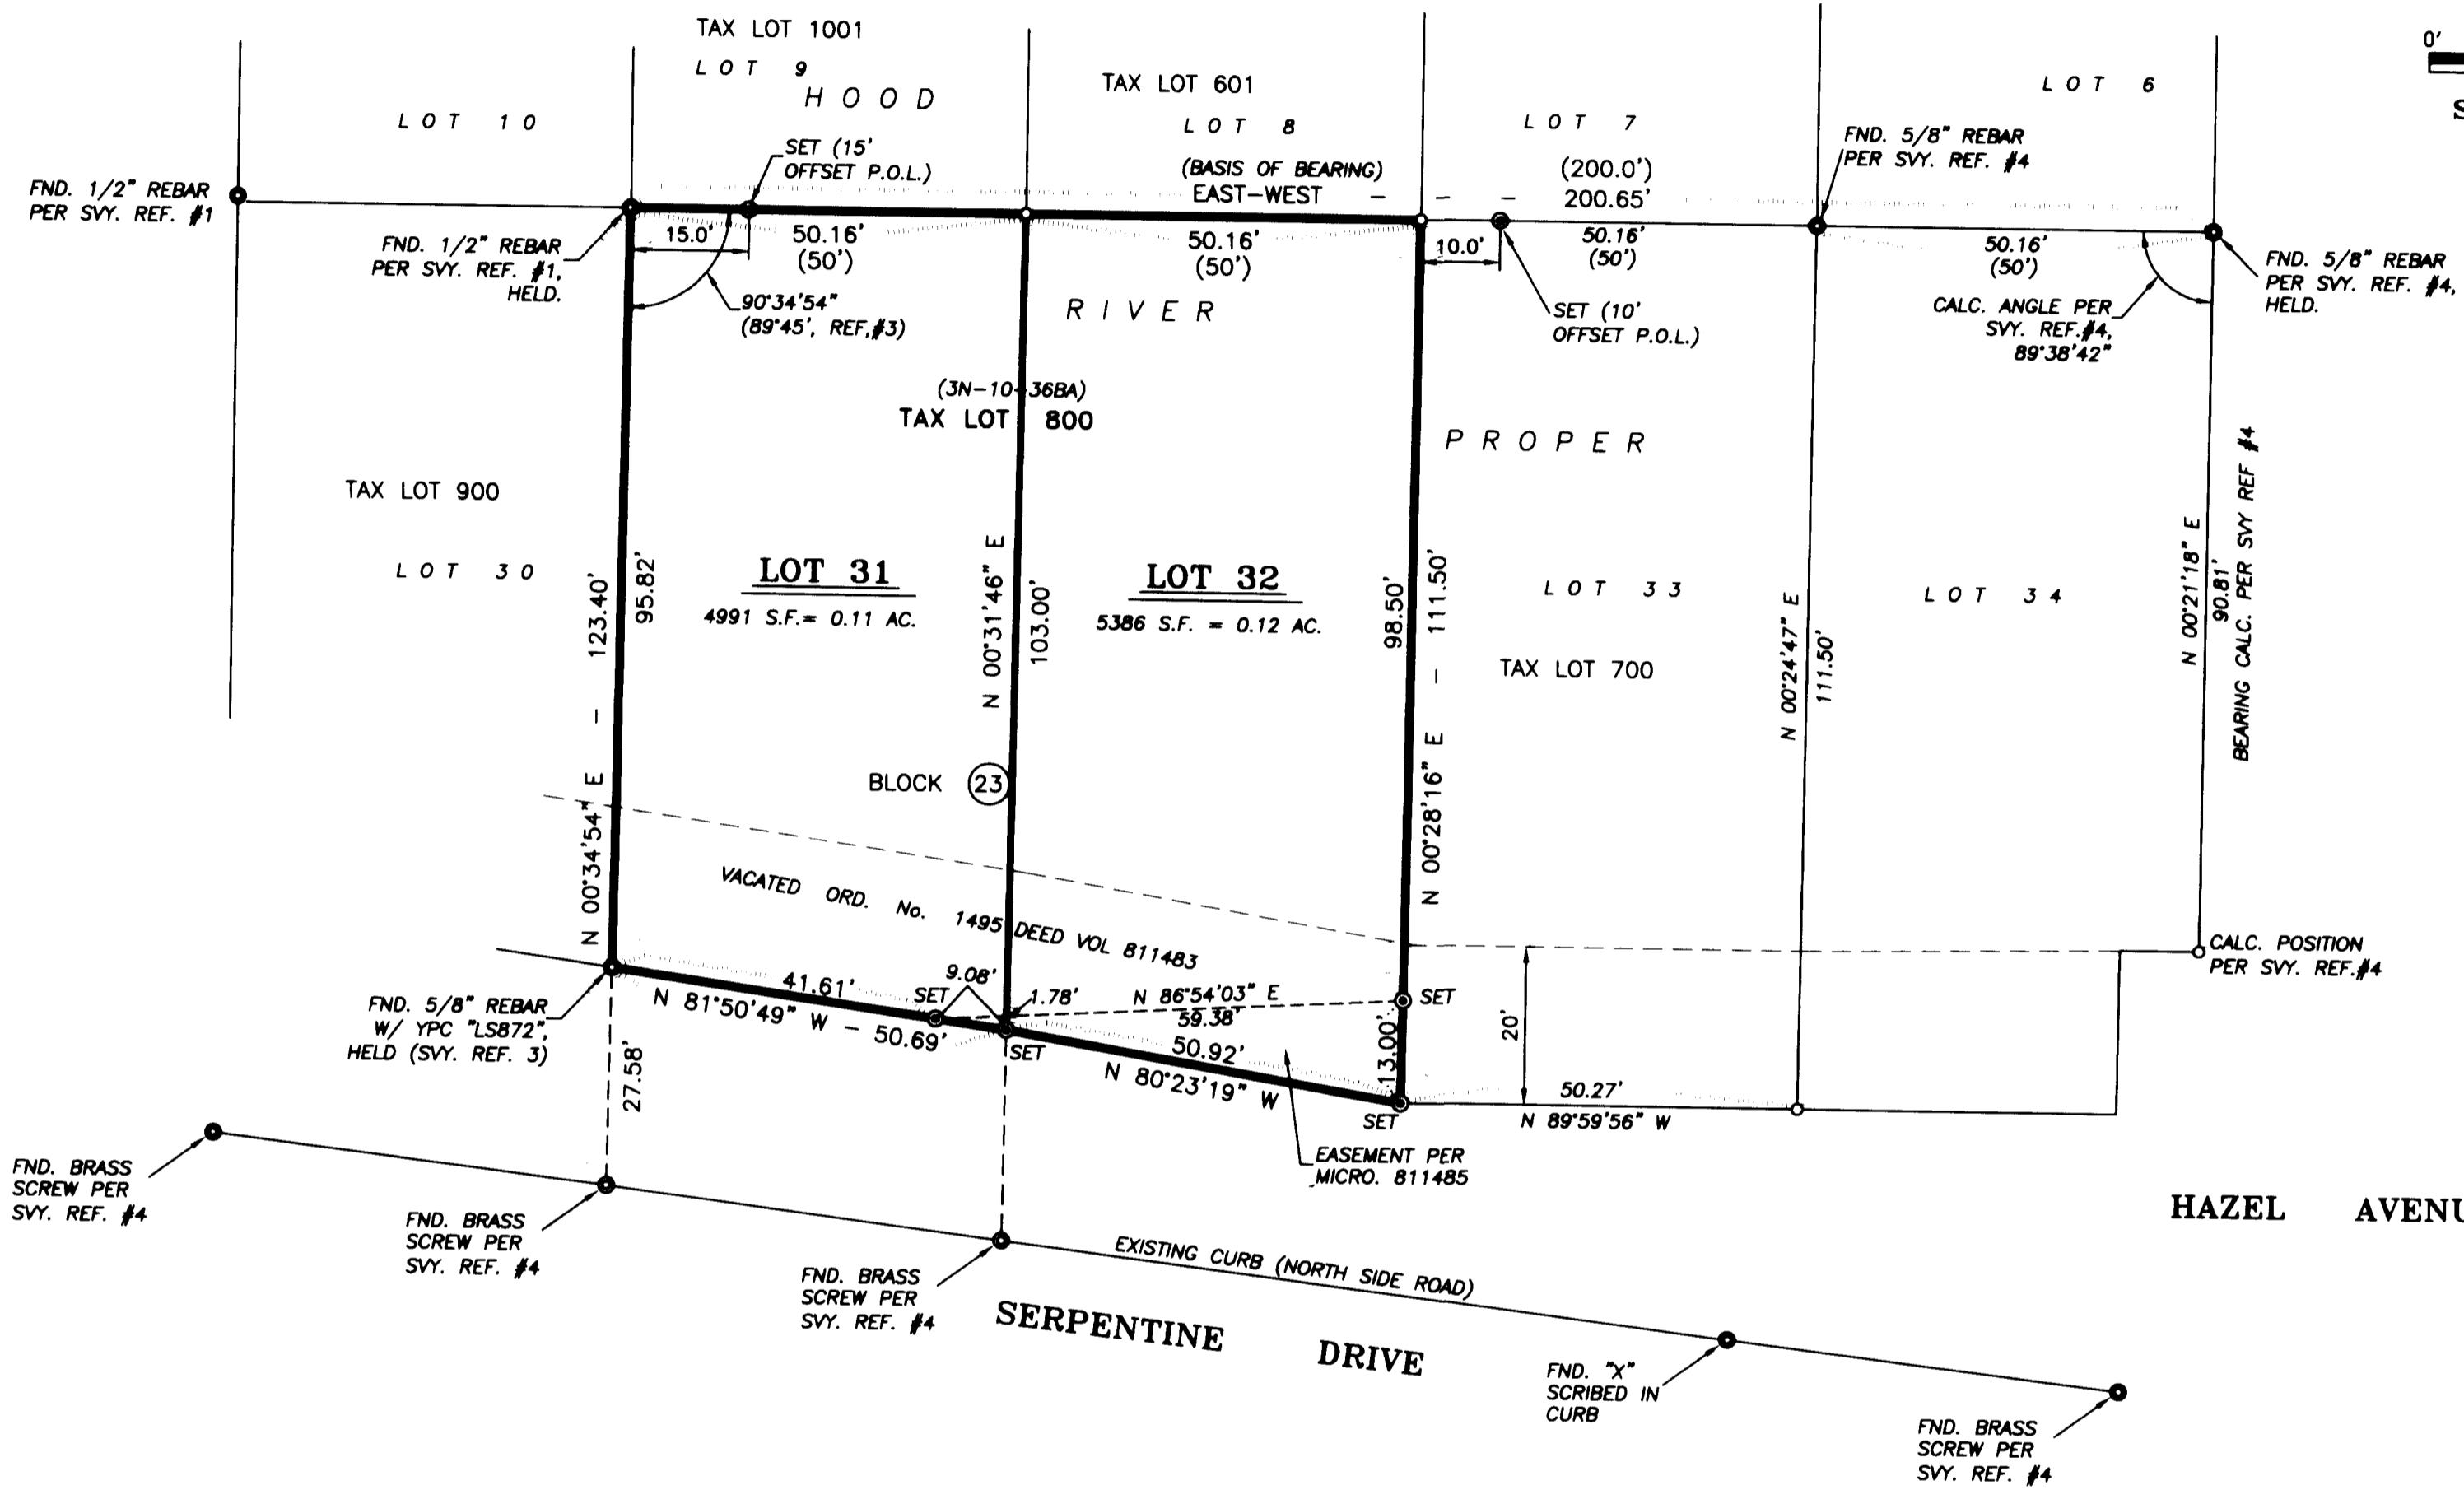 TAX LOT 1001
LOT 9
HOOD
TAX LOT 601
LOT 8
LOT 10
LOT 7
LOT 6
0'
S
(BASIS OF BEARING)
EAST-WEST - - -
(200.0')
200.65'
SET (15'
OFFSET P.O.L.)
FND. 5/8" REBAR
PER SVY. REF. #4
FND. 1/2" REBAR
PER SVY. REF. #1
FND. 1/2" REBAR
PER SVY. REF. #1,
HELD.
15.0'
50.16'
(50')
50.16'
(50')
10.0'
50.16'
(50')
50.16'
(50')
FND. 5/8" REBAR
PER SVY. REF. #4,
HELD.
90°34'54"
(89°45', REF,#3)
RIVER
SET (10'
OFFSET P.O.L.)
CALC. ANGLE PER
SVY. REF.#4,
89°38'42"
(3N-10-36BA)
TAX LOT 800
PROPER
TAX LOT 900
LOT 30
LOT 31
4991 S.F.= 0.11 AC.
LOT 32
5386 S.F. = 0.12 AC.
LOT 33
TAX LOT 700
LOT 34
N 00°34'54" E - 123.40'
95.82'
N 00°31'46" E
103.00'
98.50'
N 00°28'16" E - 111.50'
N 00°24'47" E
111.50'
N 00°21'18" E
90.81'
BEARING CALC. PER SVY REF #4
BLOCK 23
VACATED ORD. No. 1495 DEED VOL 811483
CALC. POSITION
PER SVY. REF.#4
41.61'
9.08'
SET
1.78'
N 86°54'03" E
59.38'
SET
N 81°50'49" W - 50.69'
SET
50.92'
N 80°23'19" W
13.00'
20'
SET
50.27'
N 89°59'56" W
FND. 5/8" REBAR
W/ YPC "LS872",
HELD (SVY. REF. 3)
27.58'
EASEMENT PER
MICRO. 811485
FND. BRASS
SCREW PER
SVY. REF. #4
FND. BRASS
SCREW PER
SVY. REF. #4
FND. BRASS
SCREW PER
SVY. REF. #4
EXISTING CURB (NORTH SIDE ROAD)
HAZEL AVENU
SERPENTINE DRIVE
FND. "X"
SCRIBED IN
CURB
FND. BRASS
SCREW PER
SVY. REF. #4